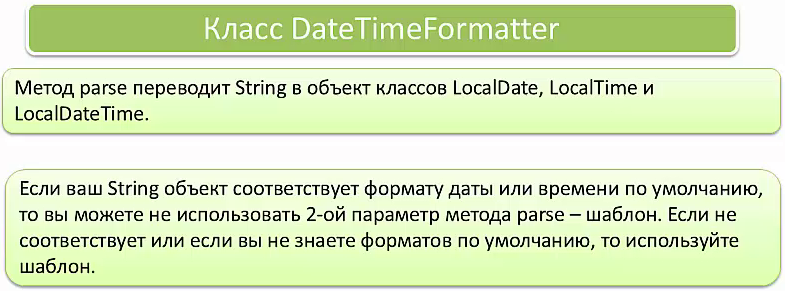 Класс DateTimeFormatter
Метод parse переводит String в объект классов LocalDate, LocalTime и
LocalDateTime.
Если ваш String объект соответствует формату даты или времени по умолчанию,
то вы можете не использовать 2-ой параметр метода parse – шаблон. Если не
соответствует или если вы не знаете форматов по умолчанию, то используйте
шаблон.